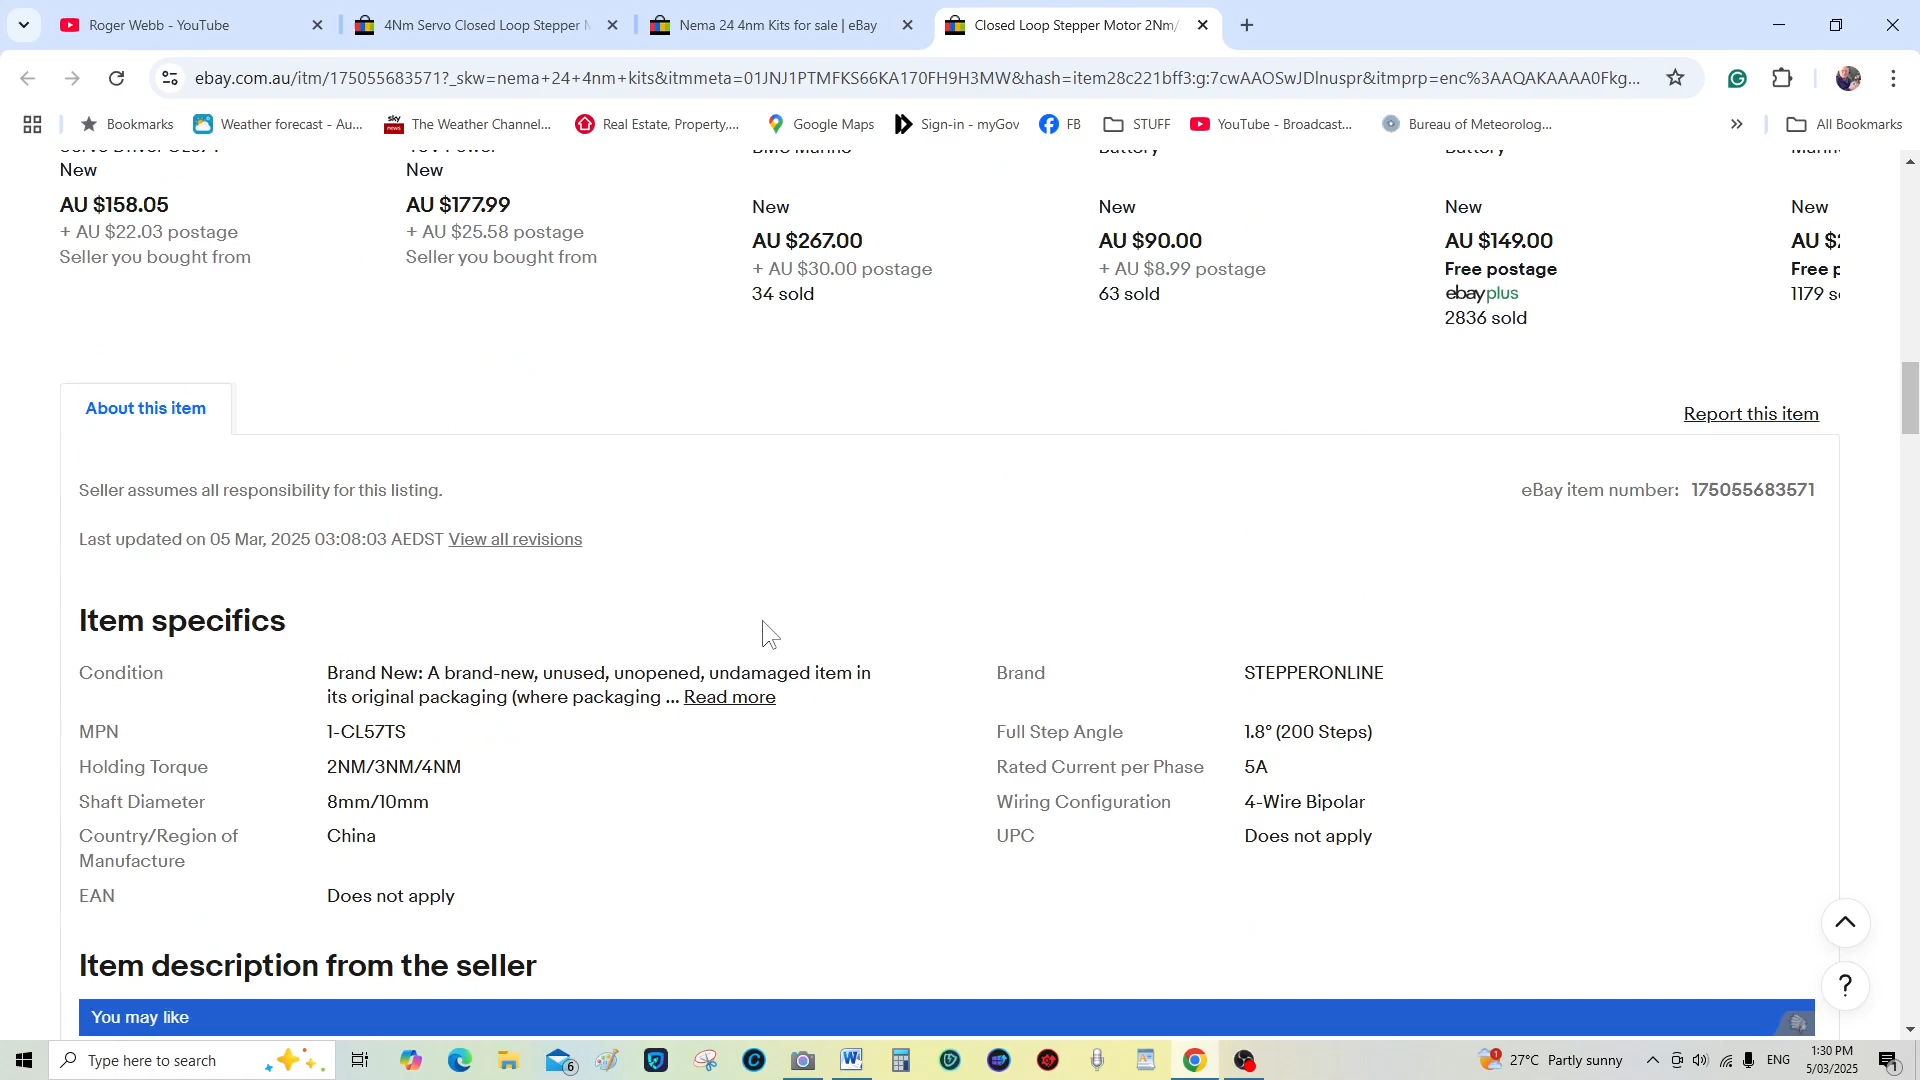 Roger Webb - YouTube
4Nm Servo Closed Loop Stepper M
Nema 24 4nm Kits for sale | eBay
Closed Loop Stepper Motor 2Nm/
ebay.com.au/itm/175055683571?_skw=nema+24+4nm+kits&itmmeta=01JNJ1PTMFKS66KA170FH9H3MW&hash=item28c221bff3:g:7cwAAOSwJDlnuspr&itmprp=enc%3AAQAKAAAA0Fkg...
Bookmarks
Weather forecast - Au...
The Weather Channel...
Real Estate, Property,...
Google Maps
Sign-in - myGov
FB
STUFF
YouTube - Broadcast...
Bureau of Meteorolog...
All Bookmarks
New
AU $158.05
+ AU $22.03 postage
Seller you bought from
New
AU $177.99
+ AU $25.58 postage
Seller you bought from
New
AU $267.00
+ AU $30.00 postage
34 sold
New
AU $90.00
+ AU $8.99 postage
63 sold
New
AU $149.00
Free postage
ebayplus
2836 sold
New
AU $
Free p
1179 s
About this item
Report this item
Seller assumes all responsibility for this listing.
eBay item number: 175055683571
Last updated on 05 Mar, 2025 03:08:03 AEDST View all revisions
Item specifics
Condition
Brand New: A brand-new, unused, unopened, undamaged item in
its original packaging (where packaging ... Read more
Brand
STEPPERONLINE
MPN
1-CL57TS
Full Step Angle
1.8° (200 Steps)
Holding Torque
2NM/3NM/4NM
Rated Current per Phase
5A
Shaft Diameter
8mm/10mm
Wiring Configuration
4-Wire Bipolar
Country/Region of
Manufacture
China
UPC
Does not apply
EAN
Does not apply
Item description from the seller
You may like
Type here to search
27°C Partly sunny
ENG
1:30 PM
5/03/2025